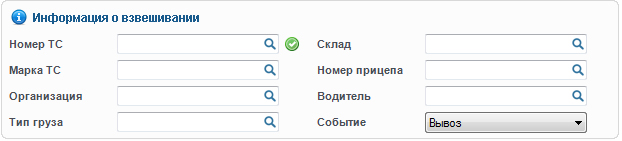 Информация о взвешивании
Номер ТС
Склад
Марка ТС
Номер прицепа
Организация
Водитель
Тип груза
Событие
Вывоз